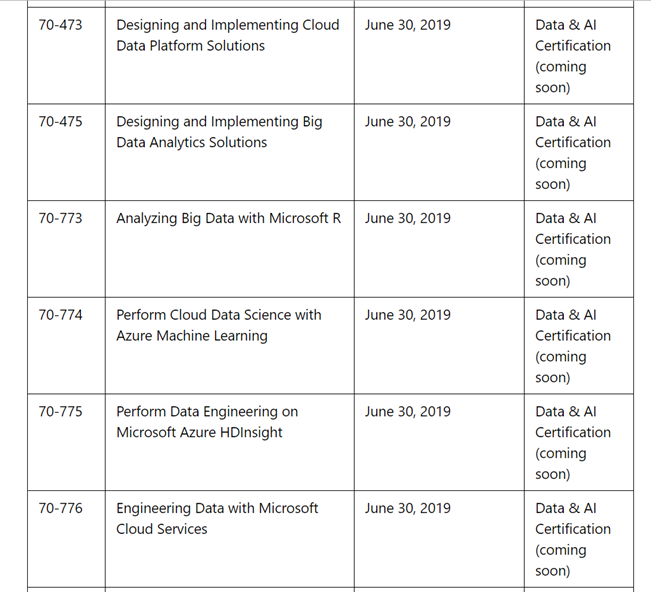 70-473
Designing and Implementing Cloud
Data Platform Solutions
June 30, 2019
Data & AI
Certification
(coming
soon)
70-475
Designing and Implementing Big
Data Analytics Solutions
June 30, 2019
Data & AI
Certification
(coming
soon)
70-773
Analyzing Big Data with Microsoft R
June 30, 2019
Data & AI
Certification
(coming
soon)
70-774
Perform Cloud Data Science with
Azure Machine Learning
June 30, 2019
Data & AI
Certification
(coming
soon)
70-775
Perform Data Engineering on
Microsoft Azure HDInsight
June 30, 2019
Data & AI
Certification
(coming
soon)
70-776
Engineering Data with Microsoft
Cloud Services
June 30, 2019
Data & AI
Certification
(coming
soon)